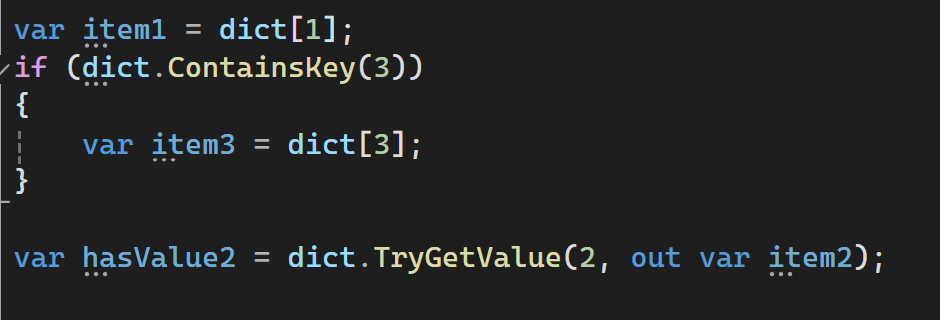 var item1 = dict[1];
if (dict.ContainsKey(3))
{
    var item3 = dict[3];
}
var hasValue2 = dict.TryGetValue(2, out var item2);